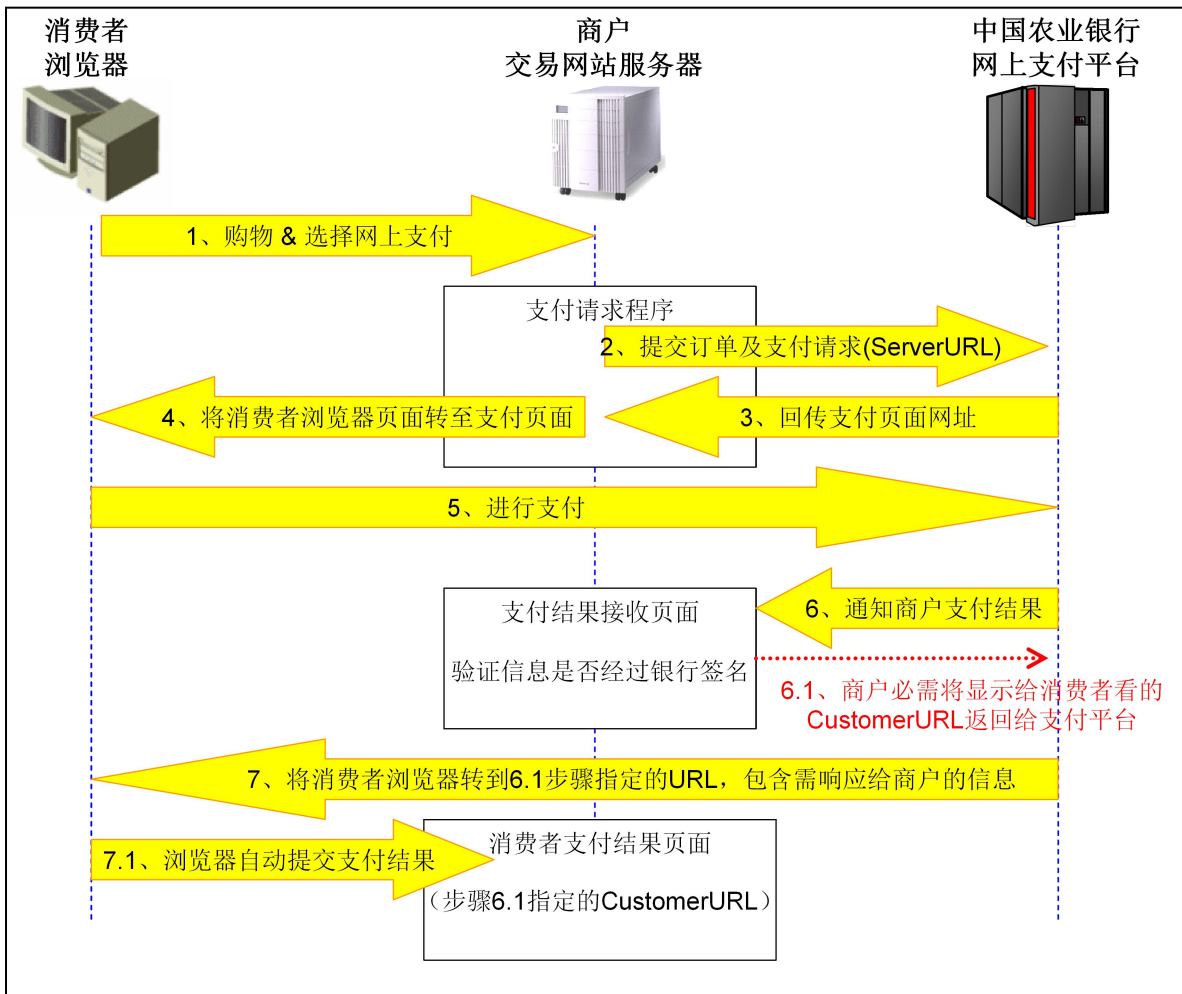 消费者
浏览器
商户
交易网站服务器
中国农业银行
网上支付平台
1、购物 & 选择网上支付
支付请求程序
2、提交订单及支付请求(ServerURL)
4、将消费者浏览器页面转至支付页面
3、回传支付页面网址
5、进行支付
支付结果接收页面
6、通知商户支付结果
验证信息是否经过银行签名
6.1、商户必需将显示给消费者看的
CustomerURL返回给支付平台
7、将消费者浏览器转到6.1步骤指定的URL，包含需响应给商户的信息
消费者支付结果页面
7.1、浏览器自动提交支付结果
（步骤6.1指定的CustomerURL）